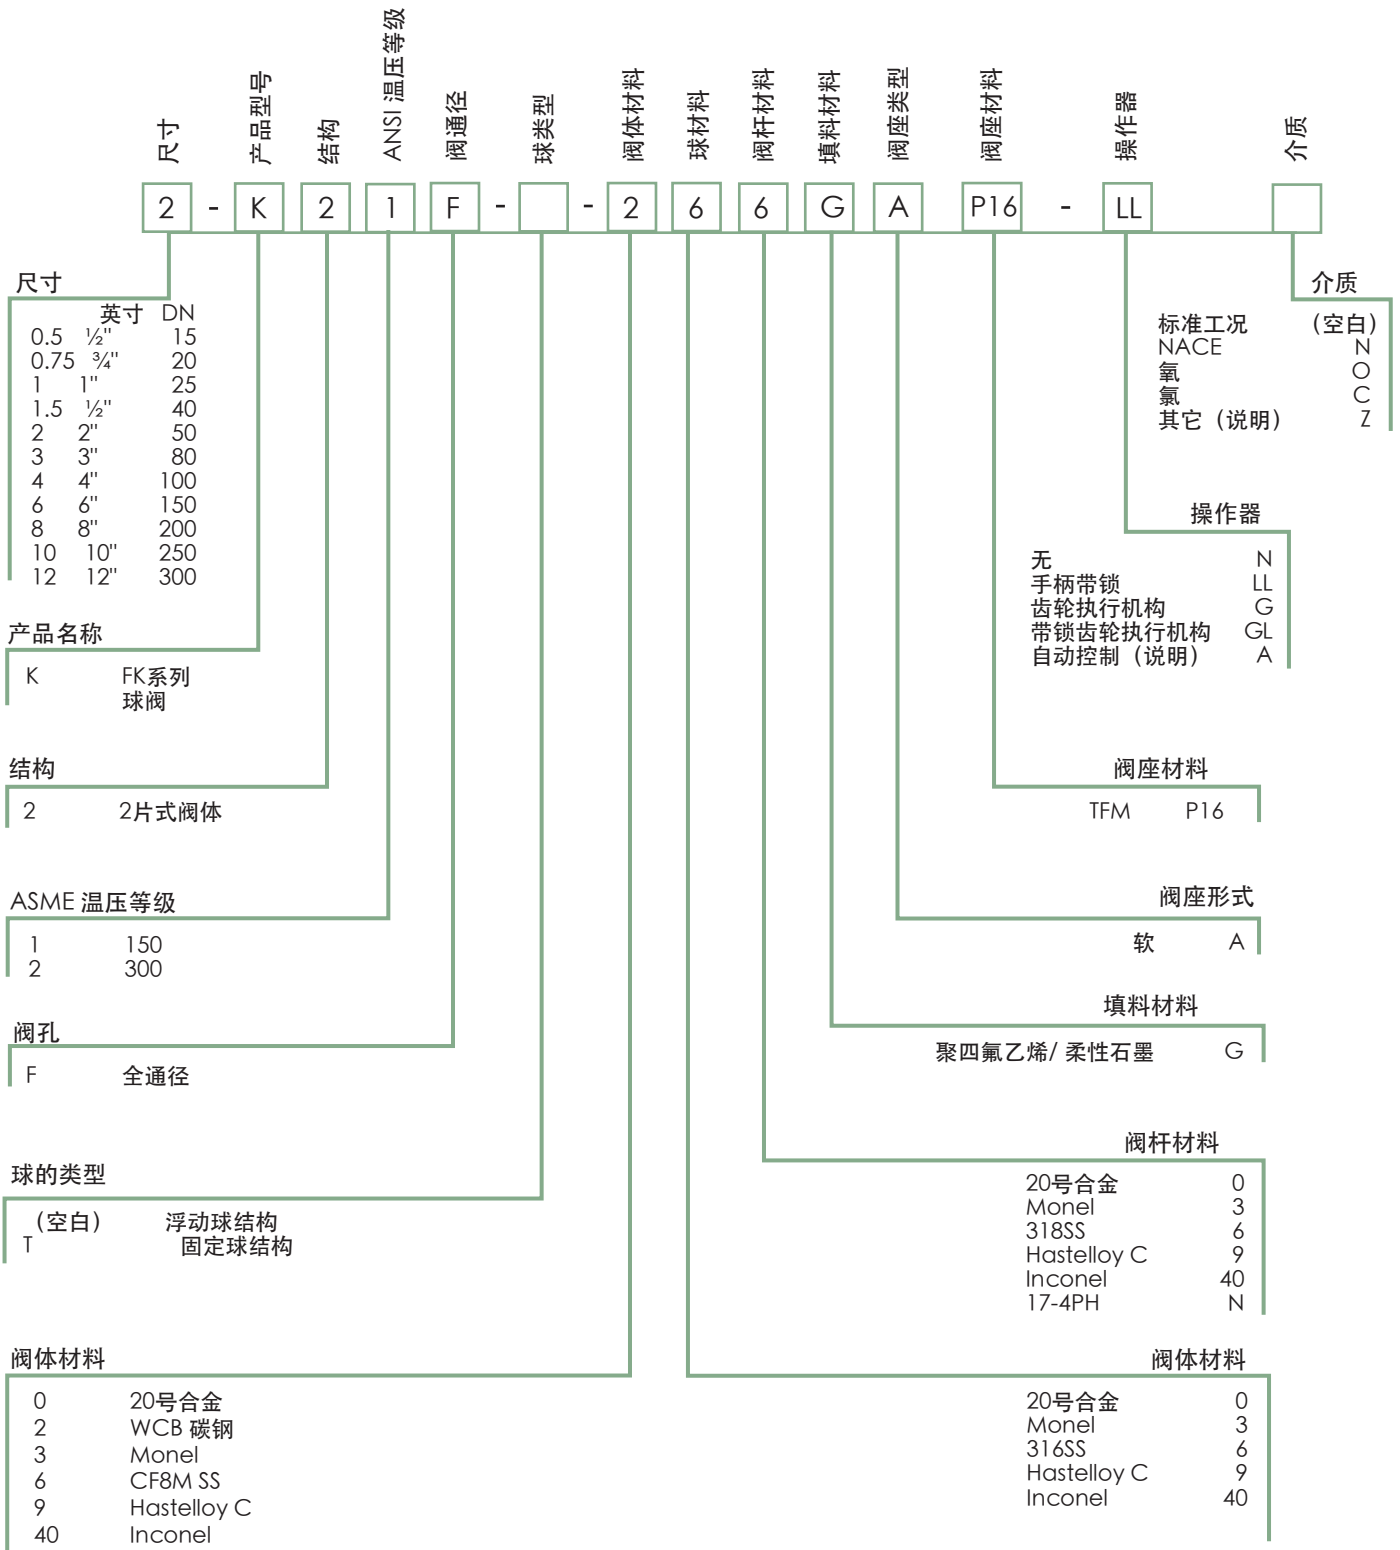 尺寸 产品型号 结构 ANSI 温压等级 阀通径 球类型 阀体材料 球材料 阀杆材料 填料材料 阀座类型 阀座材料 操作器 介质
2 - K 2 1 F - - 2 6 6 G A P16 - LL
尺寸
英寸 DN
0.5 ½" 15
0.75 ¾" 20
1 1" 25
1.5 ½" 40
2 2" 50
3 3" 80
4 4" 100
6 6" 150
8 8" 200
10 10" 250
12 12" 300
产品名称
K FK系列
球阀
结构
2 2片式阀体
ASME 温压等级
1 150
2 300
阀孔
F 全通径
球的类型
（空白） 浮动球结构
T 固定球结构
阀体材料
0 20号合金
2 WCB 碳钢
3 Monel
6 CF8M SS
9 Hastelloy C
40 Inconel
介质
标准工况 （空白）
NACE N
氧 O
氯 C
其它（说明） Z
操作器
无 N
手柄带锁 LL
齿轮执行机构 G
带锁齿轮执行机构 GL
自动控制（说明） A
阀座材料
TFM P16
阀座形式
软 A
填料材料
聚四氟乙烯/ 柔性石墨 G
阀杆材料
20号合金 0
Monel 3
318SS 6
Hastelloy C 9
Inconel 40
17-4PH N
阀体材料
20号合金 0
Monel 3
316SS 6
Hastelloy C 9
Inconel 40